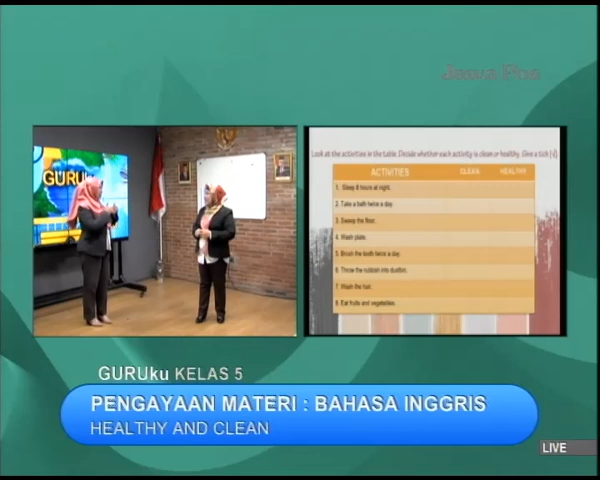 Jawa Pos
GURUku
Look at the activities in the table. Decide whether each activity is clean or healthy. Give a tick (√)
ACTIVITIES CLEAN HEALTHY
1. Sleep 8 hours at night.
2. Take a bath twice a day.
3. Sweep the floor.
4. Wash plate.
5. Brush the tooth twice a day.
6. Throw the rubbish into dustbin.
7. Wash the hair.
8. Eat fruits and vegetables.
GURUku KELAS 5
PENGAYAAN MATERI : BAHASA INGGRIS
HEALTHY AND CLEAN
LIVE